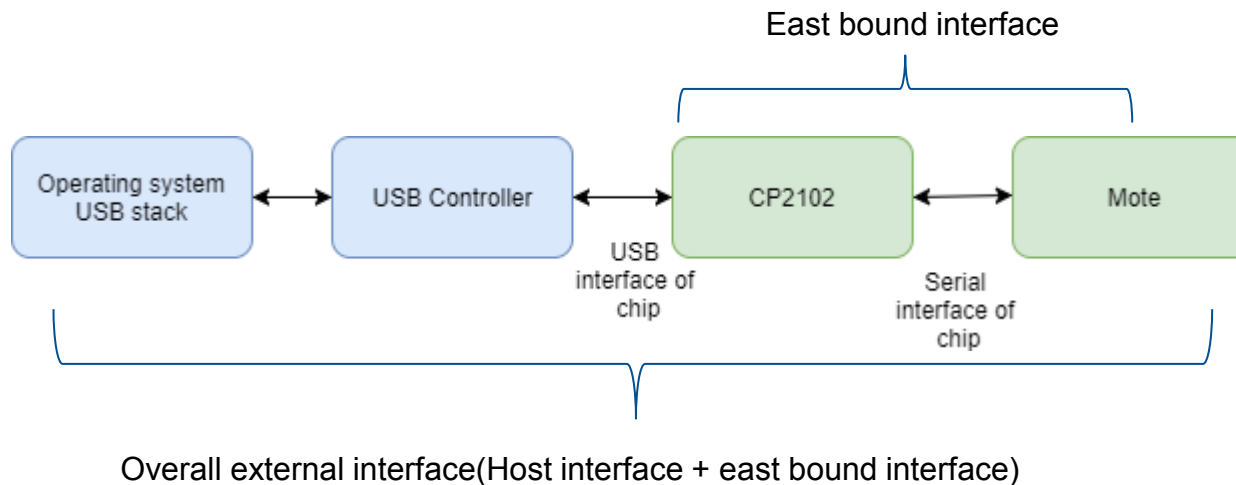 East bound interface
Operating system
USB stack
USB Controller
CP2102
Mote
USB
interface of
chip
Serial
interface of
chip
Overall external interface(Host interface + east bound interface)